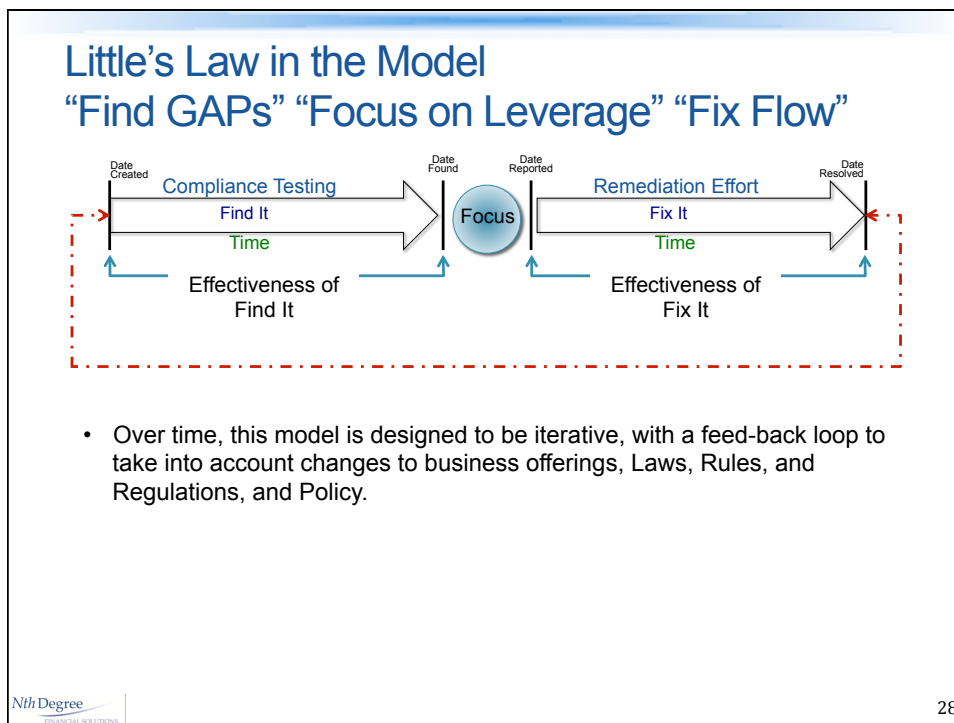 Little's Law in the Model
“Find GAPs” “Focus on Leverage” “Fix Flow”
Date
Created
Compliance Testing
Find It
Time
Date
Found
Focus
Date
Reported
Remediation Effort
Fix It
Time
Date
Resolved
Effectiveness of
Find It
Effectiveness of
Fix It
• Over time, this model is designed to be iterative, with a feed-back loop to
take into account changes to business offerings, Laws, Rules, and
Regulations, and Policy.
Nth Degree
FINANCIAL SOLUTIONS
28